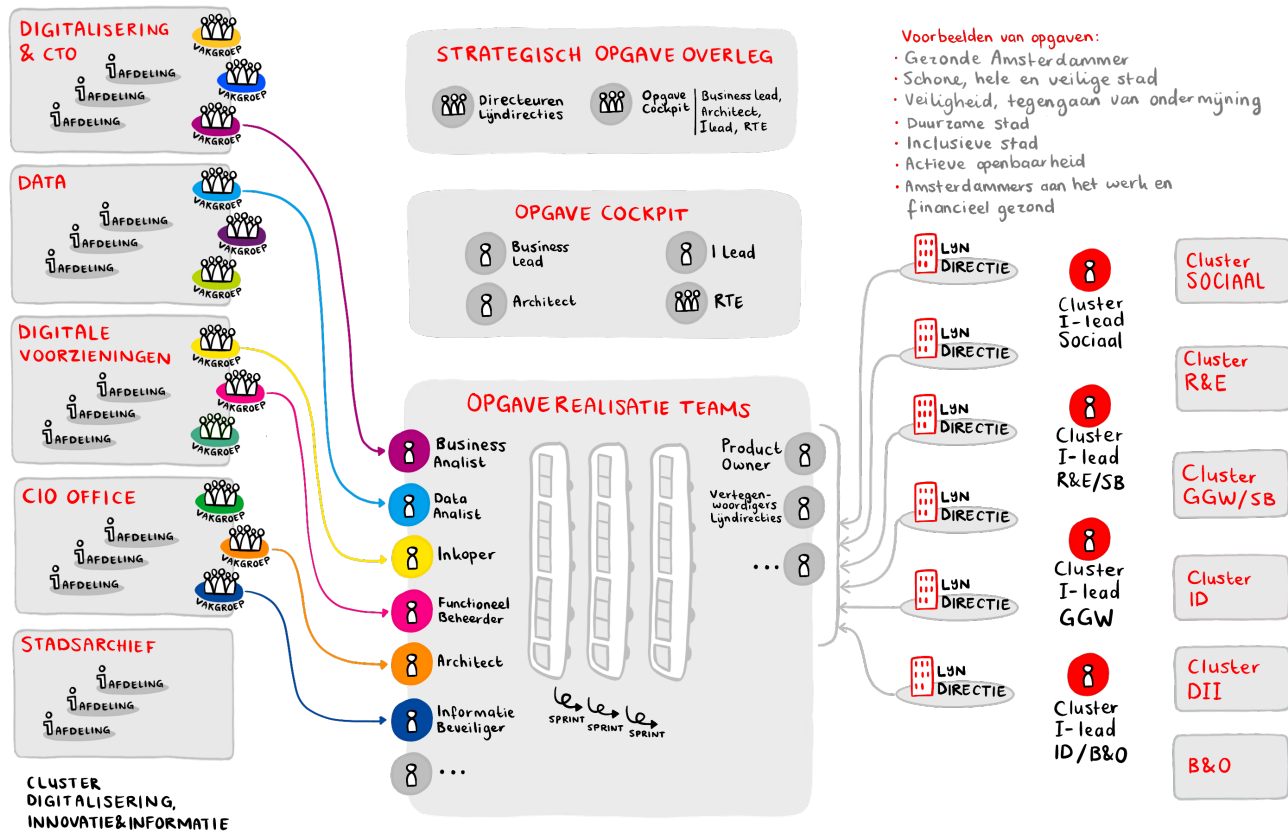 DIGITALISERING
& CTO
AFDELING
AFDELING
AFDELING
VAKGROEP
VAKGROEP
VAKGROEP
DATA
AFDELING
AFDELING
AFDELING
VAKGROEP
VAKGROEP
VAKGROEP
DIGITALE
VOORZIENINGEN
AFDELING
AFDELING
AFDELING
VAKGROEP
VAKGROEP
VAKGROEP
CIO OFFICE
AFDELING
AFDELING
AFDELING
VAKGROEP
VAKGROEP
VAKGROEP
STADSARCHIEF
AFDELING
AFDELING
AFDELING
CLUSTER
DIGITALISERING,
INNOVATIE&INFORMATIE
STRATEGISCH OPGAVE OVERLEG
Directeuren
Lijndirecties
Opgave
Cockpit
Business lead,
Architect,
I lead, RTE
OPGAVE COCKPIT
Business
Lead
I Lead
Architect
RTE
OPGAVEREALISATIE TEAMS
Business
Analist
Data
Analist
Inkoper
Functioneel
Beheerder
Architect
Informatie
Beveiliger
...
SPRINT
SPRINT
SPRINT
Product
Owner
Vertegen-
woordigers
Lijndirecties
...
Voorbeelden van opgaven:
· Gezonde Amsterdammer
· Schone, hele en veilige stad
· Veiligheid, tegengaan van ondermijning
· Duurzame stad
· Inclusieve stad
· Actieve openbaarheid
· Amsterdammers aan het werk en
financieel gezond
LIJN
DIRECTIE
LIJN
DIRECTIE
LIJN
DIRECTIE
LIJN
DIRECTIE
LIJN
DIRECTIE
LIJN
DIRECTIE
Cluster
I-lead
Sociaal
Cluster
I-lead
R&E/SB
Cluster
I-lead
GGW
Cluster
I-lead
ID/B&O
Cluster
SOCIAAL
Cluster
R&E
Cluster
GGW/SB
Cluster
ID
Cluster
DII
B&O